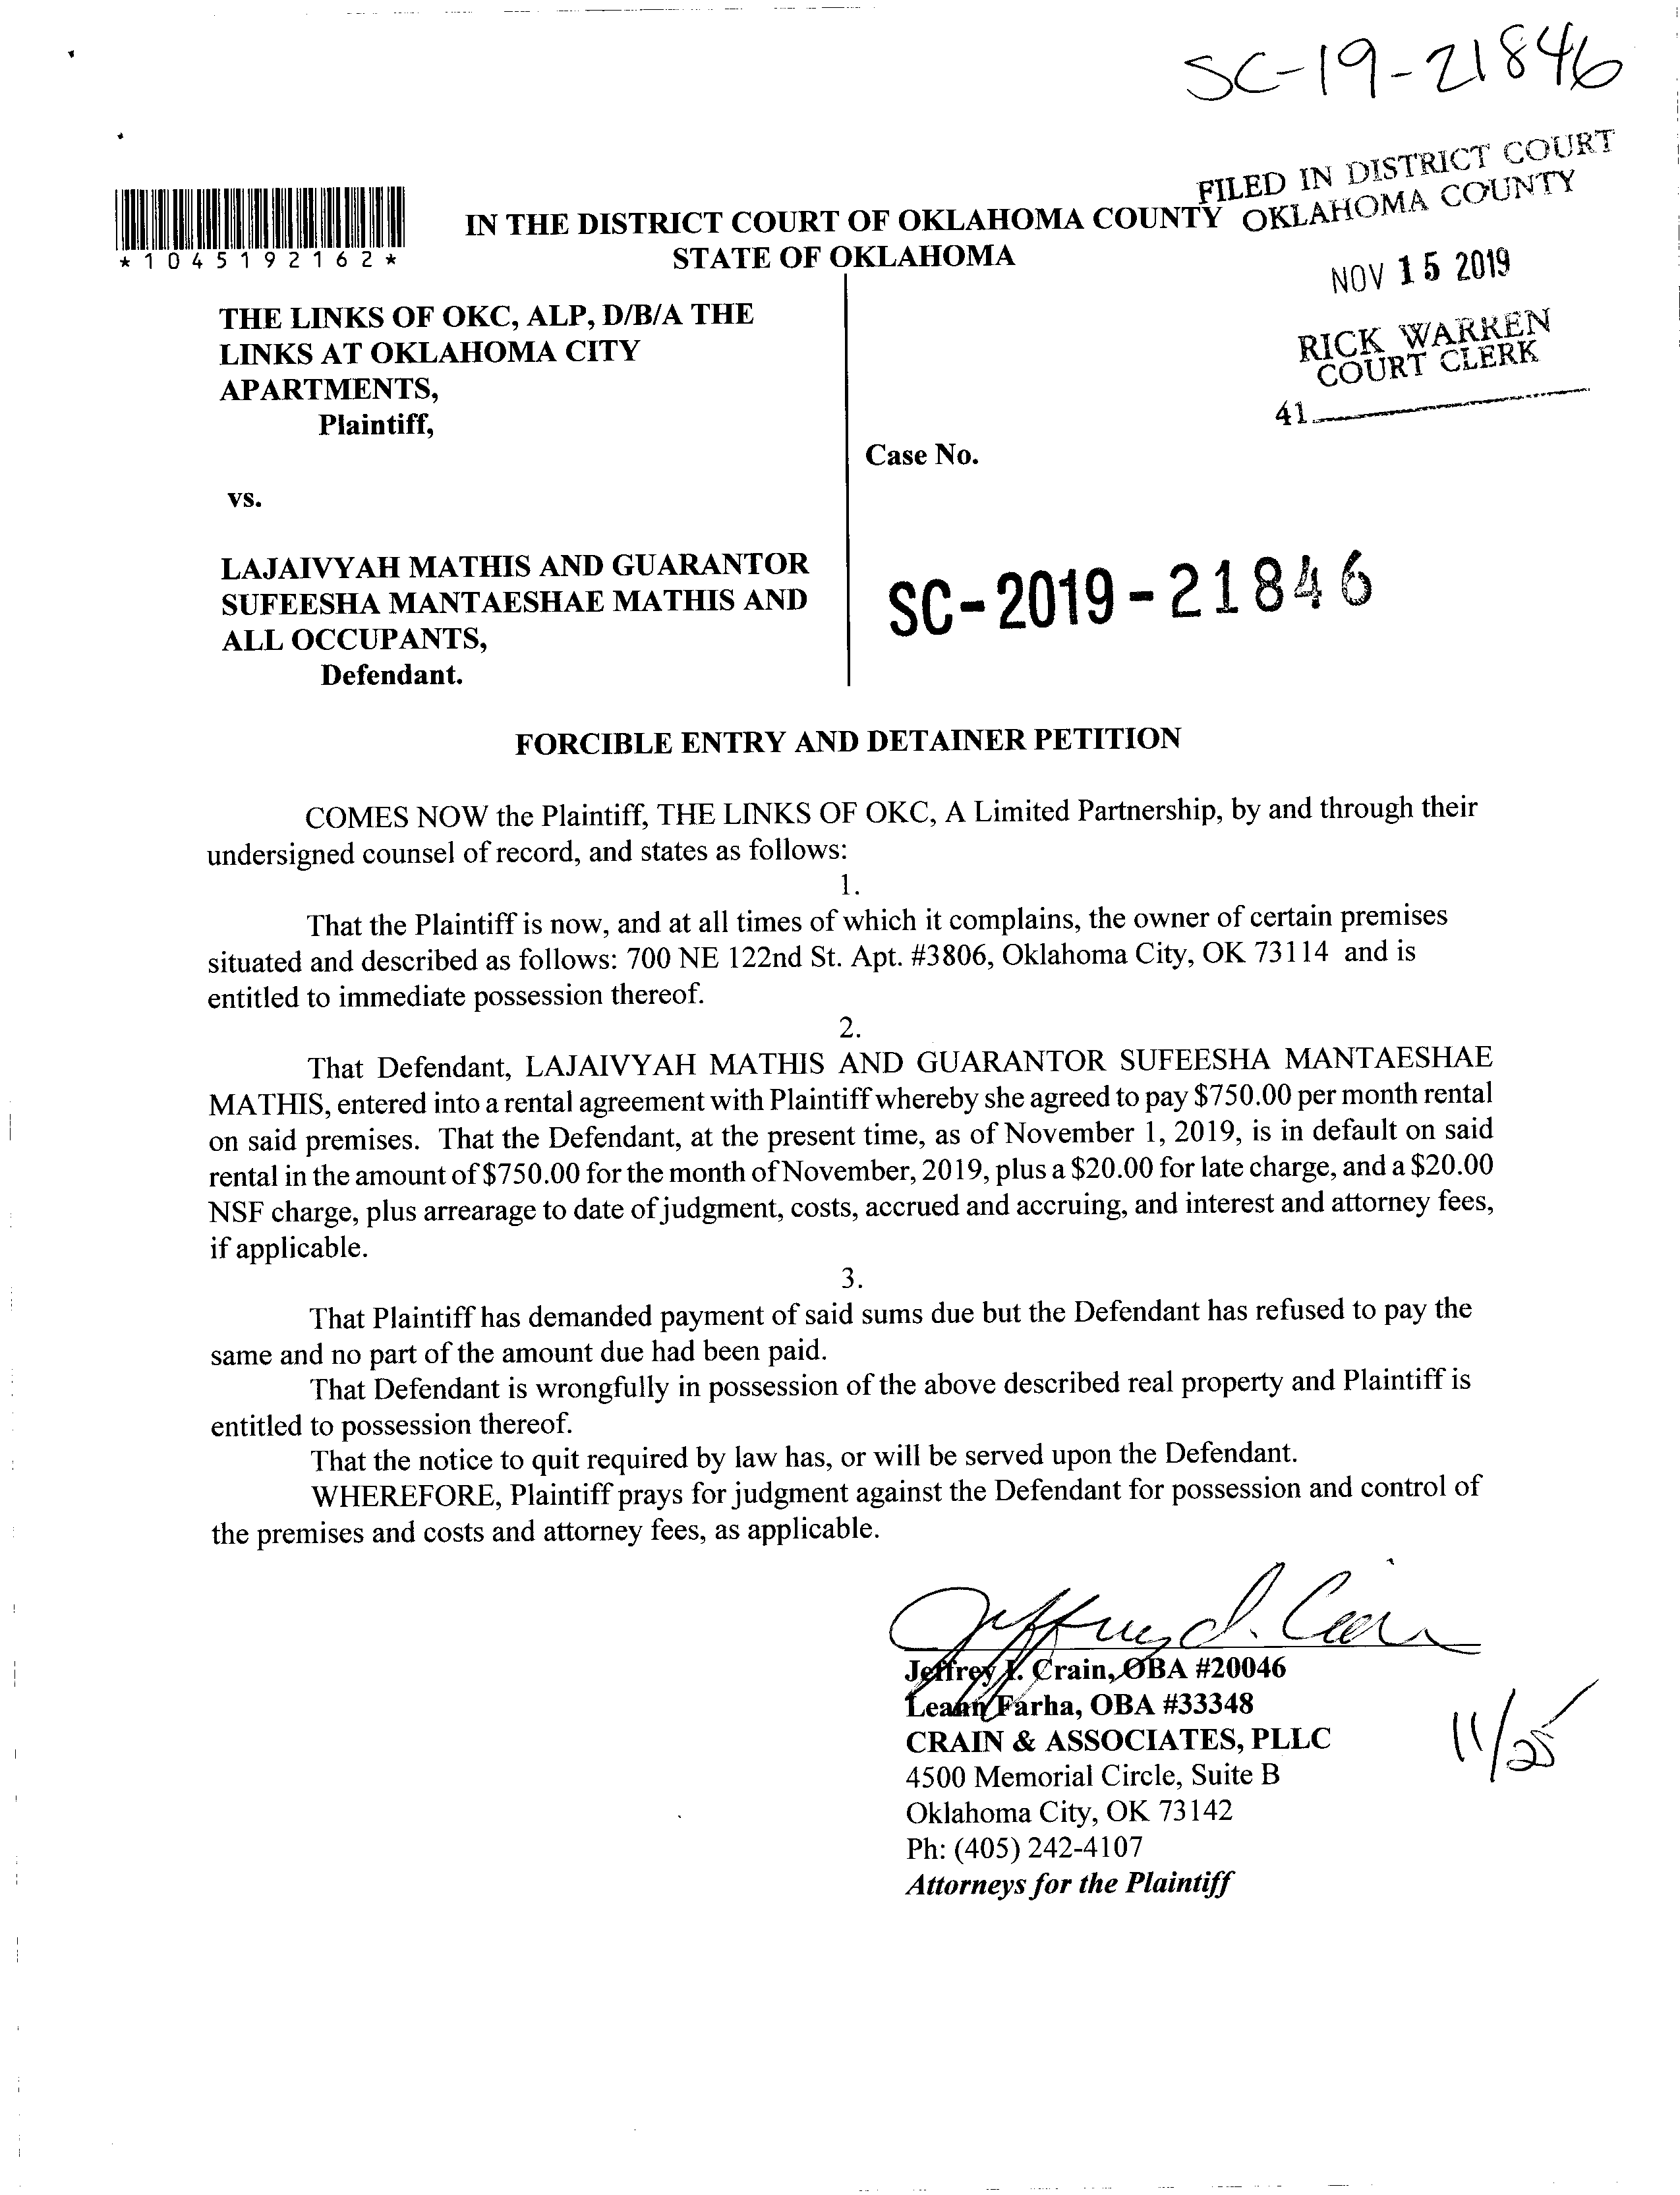 SC-19-21846
FILED IN DISTRICT COURT
OKLAHOMA COUNTY
IN THE DISTRICT COURT OF OKLAHOMA COUNTY
STATE OF OKLAHOMA
*1045192162*
NOV 15 2019
RICK WARREN
COURT CLERK
41
THE LINKS OF OKC, ALP, D/B/A THE
LINKS AT OKLAHOMA CITY
APARTMENTS,
Plaintiff,
Case No.
vs.
LAJAIVYAH MATHIS AND GUARANTOR
SUFEESHA MANTAESHAE MATHIS AND
ALL OCCUPANTS,
Defendant.
SC-2019-21846
FORCIBLE ENTRY AND DETAINER PETITION
COMES NOW the Plaintiff, THE LINKS OF OKC, A Limited Partnership, by and through their
undersigned counsel of record, and states as follows:
1.
That the Plaintiff is now, and at all times of which it complains, the owner of certain premises
situated and described as follows: 700 NE 122nd St. Apt. #3806, Oklahoma City, OK 73114 and is
entitled to immediate possession thereof.
2.
That Defendant, LAJAIVYAH MATHIS AND GUARANTOR SUFEESHA MANTAESHAE
MATHIS, entered into a rental agreement with Plaintiff whereby she agreed to pay $750.00 per month rental
on said premises. That the Defendant, at the present time, as of November 1, 2019, is in default on said
rental in the amount of $750.00 for the month of November, 2019, plus a $20.00 for late charge, and a $20.00
NSF charge, plus arrearage to date of judgment, costs, accrued and accruing, and interest and attorney fees,
if applicable.
3.
That Plaintiff has demanded payment of said sums due but the Defendant has refused to pay the
same and no part of the amount due had been paid.
That Defendant is wrongfully in possession of the above described real property and Plaintiff is
entitled to possession thereof.
That the notice to quit required by law has, or will be served upon the Defendant.
WHEREFORE, Plaintiff prays for judgment against the Defendant for possession and control of
the premises and costs and attorney fees, as applicable.
Jeffrey I. Crain, OBA #20046
Leann Farha, OBA #33348
CRAIN & ASSOCIATES, PLLC
4500 Memorial Circle, Suite B
Oklahoma City, OK 73142
Ph: (405) 242-4107
Attorneys for the Plaintiff
11/25